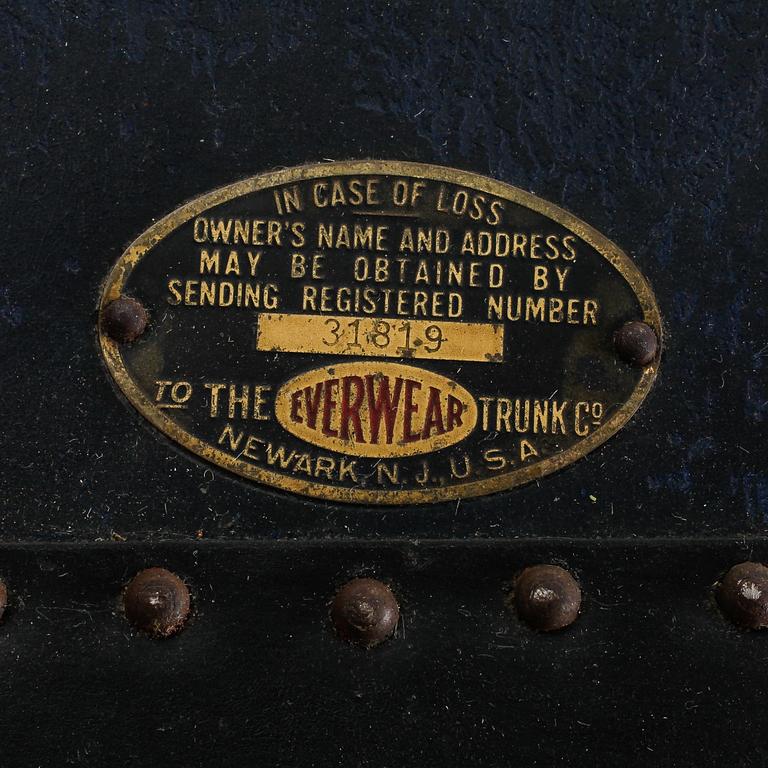 IN CASE OF LOSS
OWNER'S NAME AND ADDRESS
MAY BE OBTAINED BY
SENDING REGISTERED NUMBER
31819
TO THE EVERWEAR TRUNK Cº
NEWARK, N. J., U.S.A.